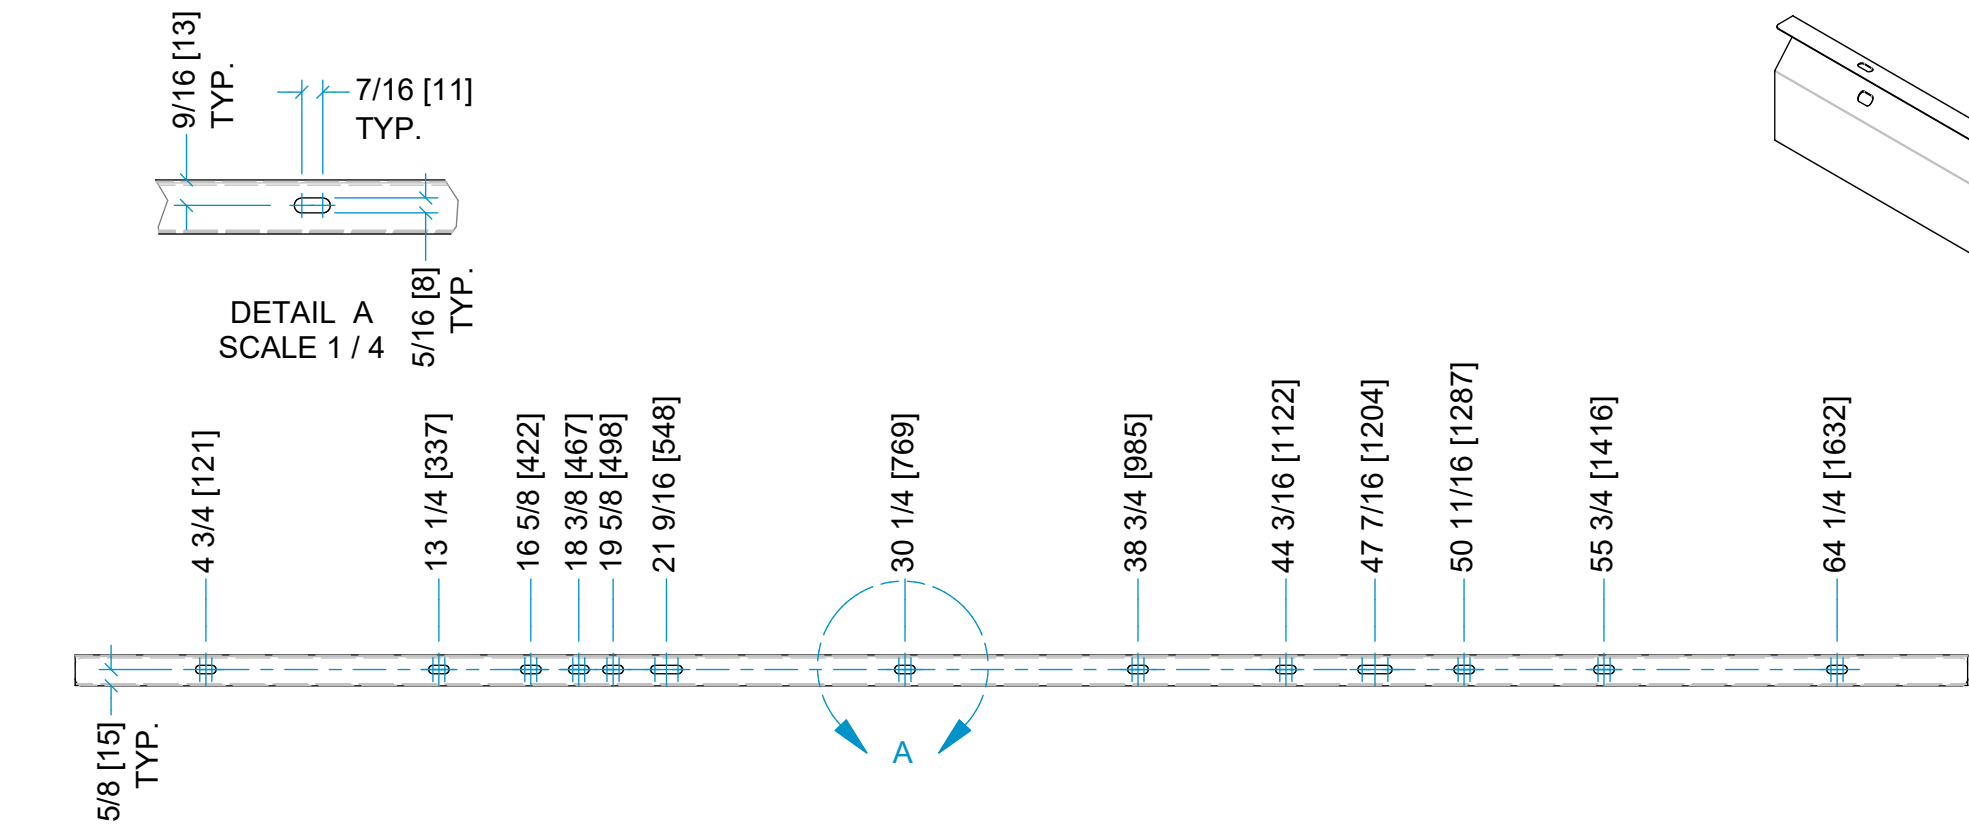 9/16 [13]
TYP.
7/16 [11]
TYP.
5/16 [8]
TYP.
DETAIL A
SCALE 1 / 4
4 3/4 [121]
13 1/4 [337]
16 5/8 [422]
18 3/8 [467]
19 5/8 [498]
21 9/16 [548]
30 1/4 [769]
38 3/4 [985]
44 3/16 [1122]
47 7/16 [1204]
50 11/16 [1287]
55 3/4 [1416]
64 1/4 [1632]
5/8 [15]
TYP.
A